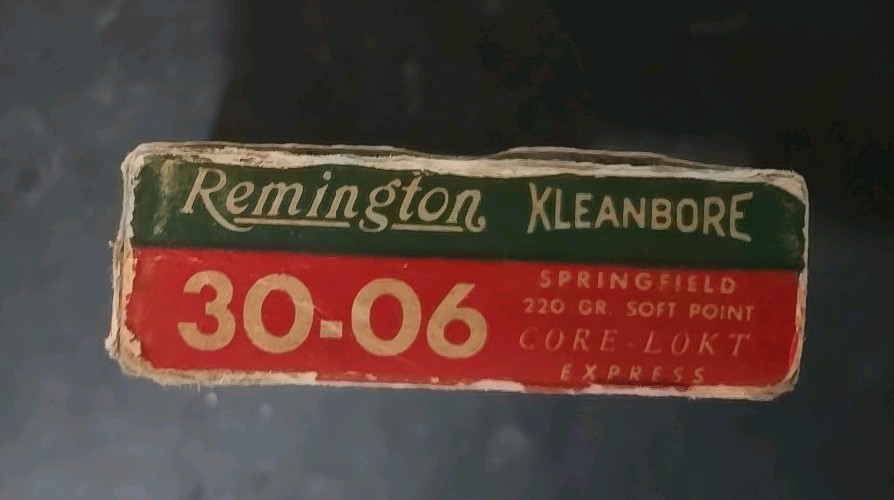 Remington KLEANBORE
30-06
SPRINGFIELD
220 GR. SOFT POINT
CORE-LOKT
EXPRESS